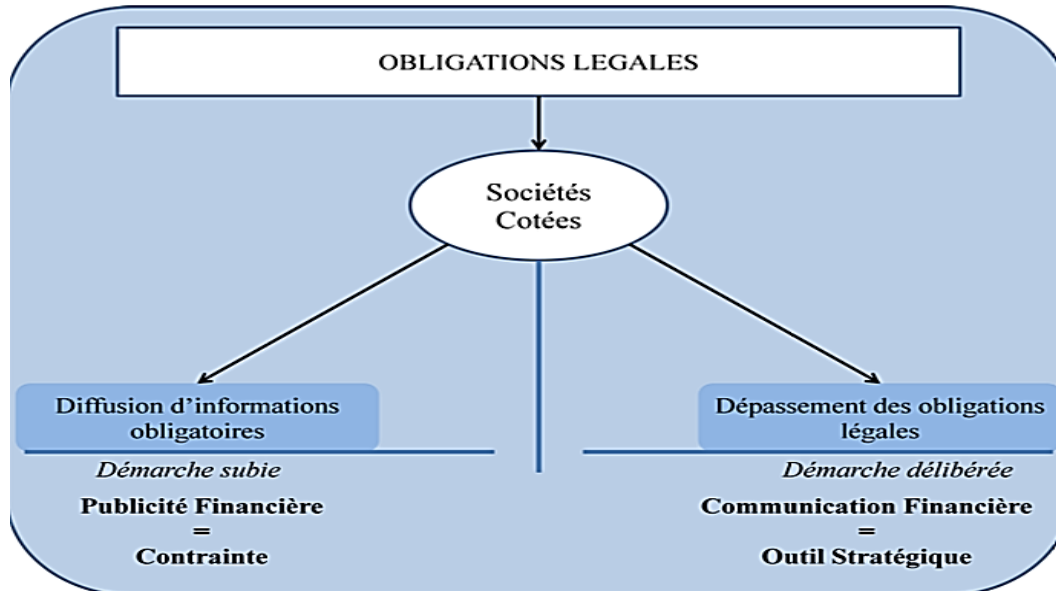 OBLIGATIONS LEGALES
Sociétés
Cotées
Diffusion d’informations
obligatoires
Démarche subie
Publicité Financière
=
Contrainte
Dépassement des obligations
légales
Démarche délibérée
Communication Financière
=
Outil Stratégique